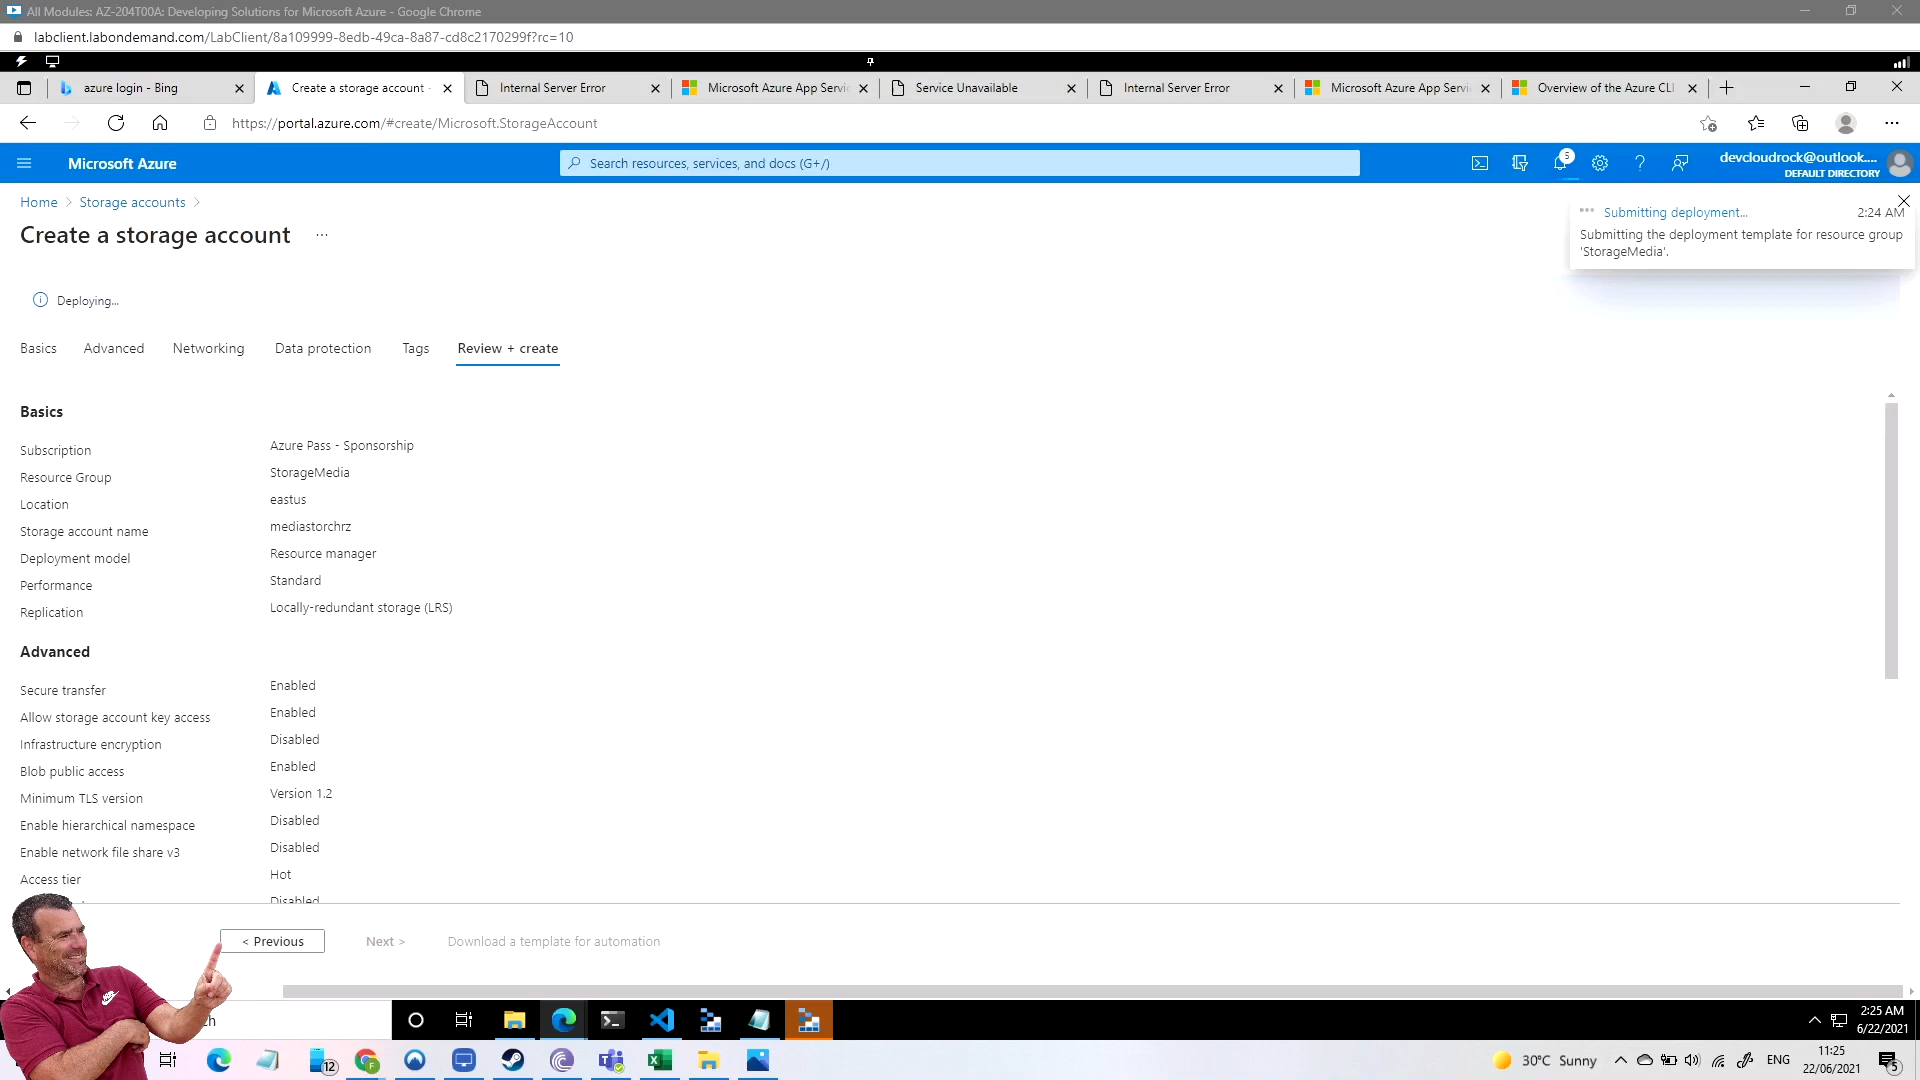 All Modules: AZ-204T00A: Developing Solutions for Microsoft Azure - Google Chrome
labclient.labondemand.com/LabClient/8a109999-8edb-49ca-8a87-cd8c2170299f?rc=10
azure login - Bing
Create a storage account -
Internal Server Error
Microsoft Azure App Servic
Service Unavailable
Internal Server Error
Microsoft Azure App Servic
Overview of the Azure CLI
https://portal.azure.com/#create/Microsoft.StorageAccount
Microsoft Azure
Search resources, services, and docs (G+/)
5
devcloudrock@outlook....
DEFAULT DIRECTORY
Home > Storage accounts >
Create a storage account ...
Submitting deployment... 2:24 AM
Submitting the deployment template for resource group
'StorageMedia'.
Deploying...
Basics Advanced Networking Data protection Tags Review + create
Basics
Subscription Azure Pass - Sponsorship
Resource Group StorageMedia
Location eastus
Storage account name mediastorchrz
Deployment model Resource manager
Performance Standard
Replication Locally-redundant storage (LRS)
Advanced
Secure transfer Enabled
Allow storage account key access Enabled
Infrastructure encryption Disabled
Blob public access Enabled
Minimum TLS version Version 1.2
Enable hierarchical namespace Disabled
Enable network file share v3 Disabled
Access tier Hot
Disabled
< Previous Next > Download a template for automation
ch
2:25 AM
6/22/2021
12
30°C Sunny
ENG
11:25
22/06/2021
5